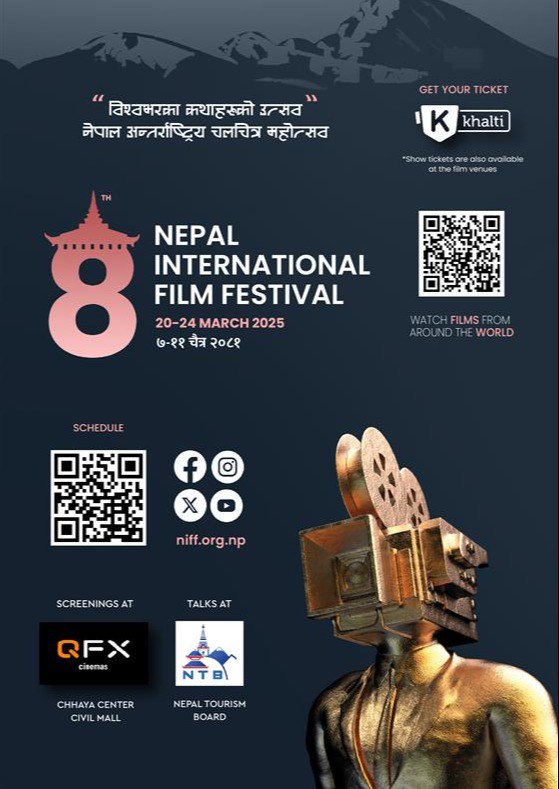 “ विश्वभरका कथाहरूको उत्सव ”
नेपाल अन्तर्राष्ट्रिय चलचित्र महोत्सव
GET YOUR TICKET
K khalti
*Show tickets are also available
at the film venues
8TH
NEPAL
INTERNATIONAL
FILM FESTIVAL
20-24 MARCH 2025
७-११ चैत्र २०८१
WATCH FILMS FROM
AROUND THE WORLD
SCHEDULE
niff.org.np
SCREENINGS AT
QFX
cinemas
CHHAYA CENTER
CIVIL MALL
TALKS AT
NTB
NEPAL TOURISM
BOARD